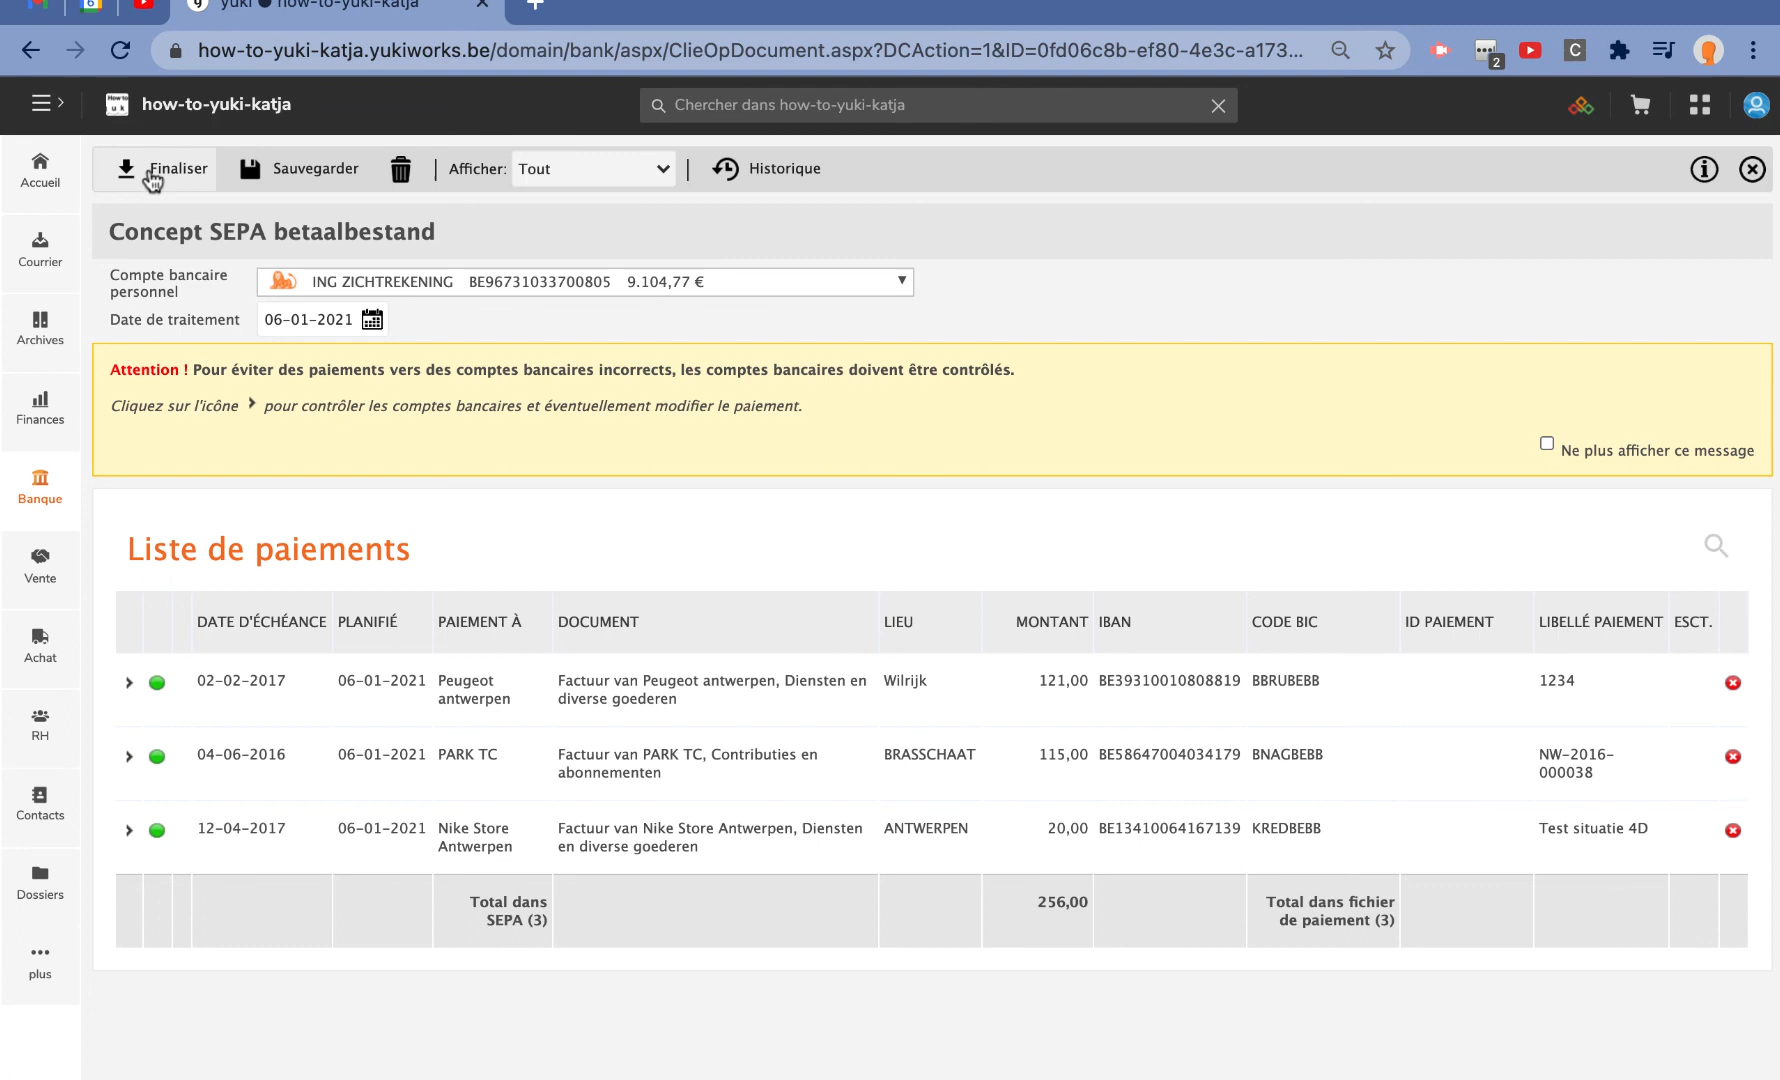 yuki ● how-to-yuki-katja
how-to-yuki-katja.yukiworks.be/domain/bank/aspx/ClieOpDocument.aspx?DCAction=1&ID=0fd06c8b-ef80-4e3c-a173...
2
C
how-to-yuki-katja
Chercher dans how-to-yuki-katja
Finaliser
Sauvegarder
Afficher:
Tout
Historique
Accueil
Courrier
Archives
Finances
Banque
Vente
Achat
RH
Contacts
Dossiers
plus
Concept SEPA betaalbestand
Compte bancaire
personnel
ING ZICHTREKENING BE96731033700805 9.104,77 €
Date de traitement
06-01-2021
Attention ! Pour éviter des paiements vers des comptes bancaires incorrects, les comptes bancaires doivent être contrôlés.
Cliquez sur l'icône pour contrôler les comptes bancaires et éventuellement modifier le paiement.
Ne plus afficher ce message
Liste de paiements
DATE D'ÉCHÉANCE PLANIFIÉ PAIEMENT À DOCUMENT LIEU MONTANT IBAN CODE BIC ID PAIEMENT LIBELLÉ PAIEMENT ESCT.
02-02-2017 06-01-2021 Peugeot Factuur van Peugeot antwerpen, Diensten en Wilrijk 121,00 BE39310010808819 BBRUBEBB 1234
antwerpen diverse goederen
04-06-2016 06-01-2021 PARK TC Factuur van PARK TC, Contributies en BRASSCHAAT 115,00 BE58647004034179 BNAGBEBB NW-2016-
abonnementen 000038
12-04-2017 06-01-2021 Nike Store Factuur van Nike Store Antwerpen, Diensten ANTWERPEN 20,00 BE13410064167139 KREDBEBB Test situatie 4D
Antwerpen en diverse goederen
Total dans 256,00 Total dans fichier
SEPA (3) de paiement (3)